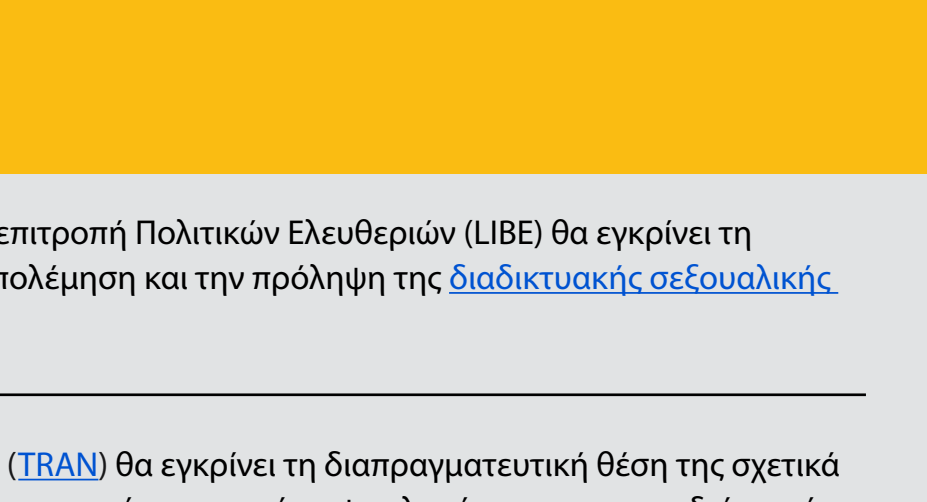 επιτροπή Πολιτικών Ελευθεριών (LIBE) θα εγκρίνει τη
και την πρόληψη της διαδικτυακής σεξουαλικής
(TRAN) θα εγκρίνει τη διαπραγματευτική θέση της σχετικά